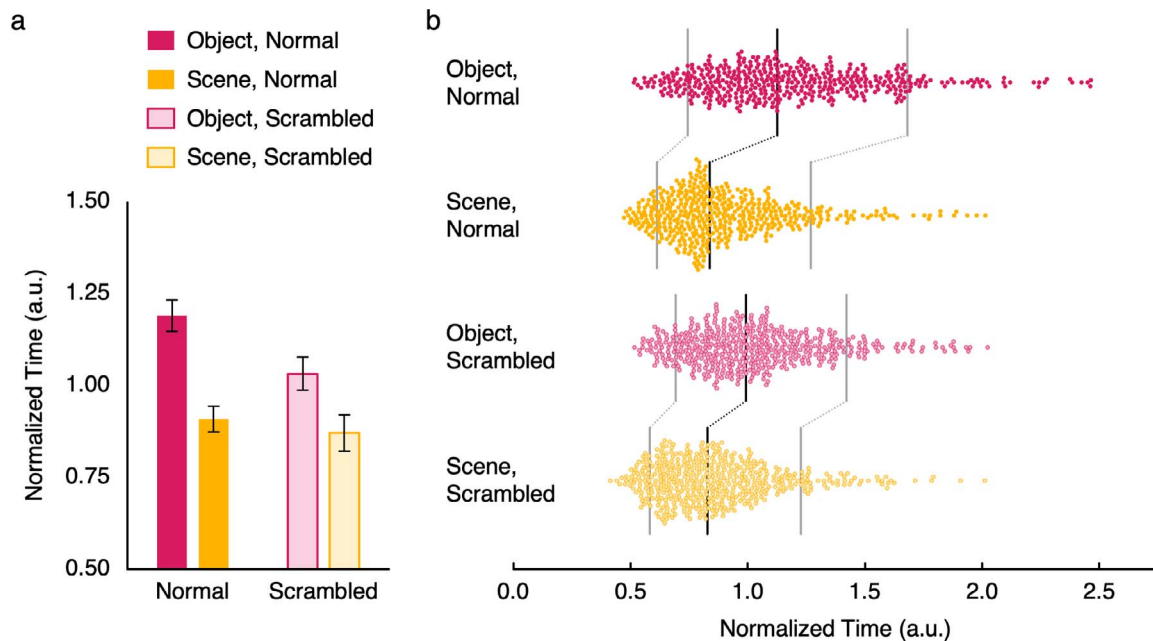 a
Object, Normal
Scene, Normal
Object, Scrambled
Scene, Scrambled
Normalized Time (a.u.)
1.50
1.25
1.00
0.75
0.50
Normal Scrambled
b
Object,
Normal
Scene,
Normal
Object,
Scrambled
Scene,
Scrambled
0.0 0.5 1.0 1.5 2.0 2.5
Normalized Time (a.u.)